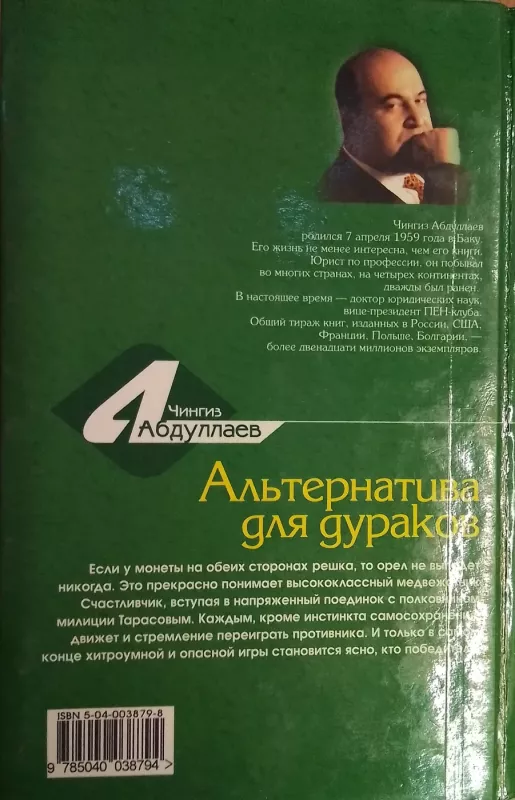 Чингиз Абдуллаев
родился 7 апреля 1959 года в Баку.
Его жизнь не менее интересна, чем его книги.
Юрист по профессии, он побывал
во многих странах, на четырех континентах,
дважды был ранен.
В настоящее время — доктор юридических наук,
вице-президент ПЕН-клуба.
Общий тираж книг, изданных в России, США,
Франции, Польше, Болгарии, —
более двенадцати миллионов экземпляров.
Чингиз
Абдуллаев
Альтернатива
для дураков
Если у монеты на обеих сторонах решка, то орел не выпадет
никогда. Это прекрасно понимает высококлассный медвежатник
Счастливчик, вступая в напряженный поединок с полковником
милиции Тарасовым. Каждым, кроме инстинкта самосохранения,
движет и стремление переиграть противника. И только в самом
конце хитроумной и опасной игры становится ясно, кто
ISBN 5-04-003879-8
9 785040 038794 >